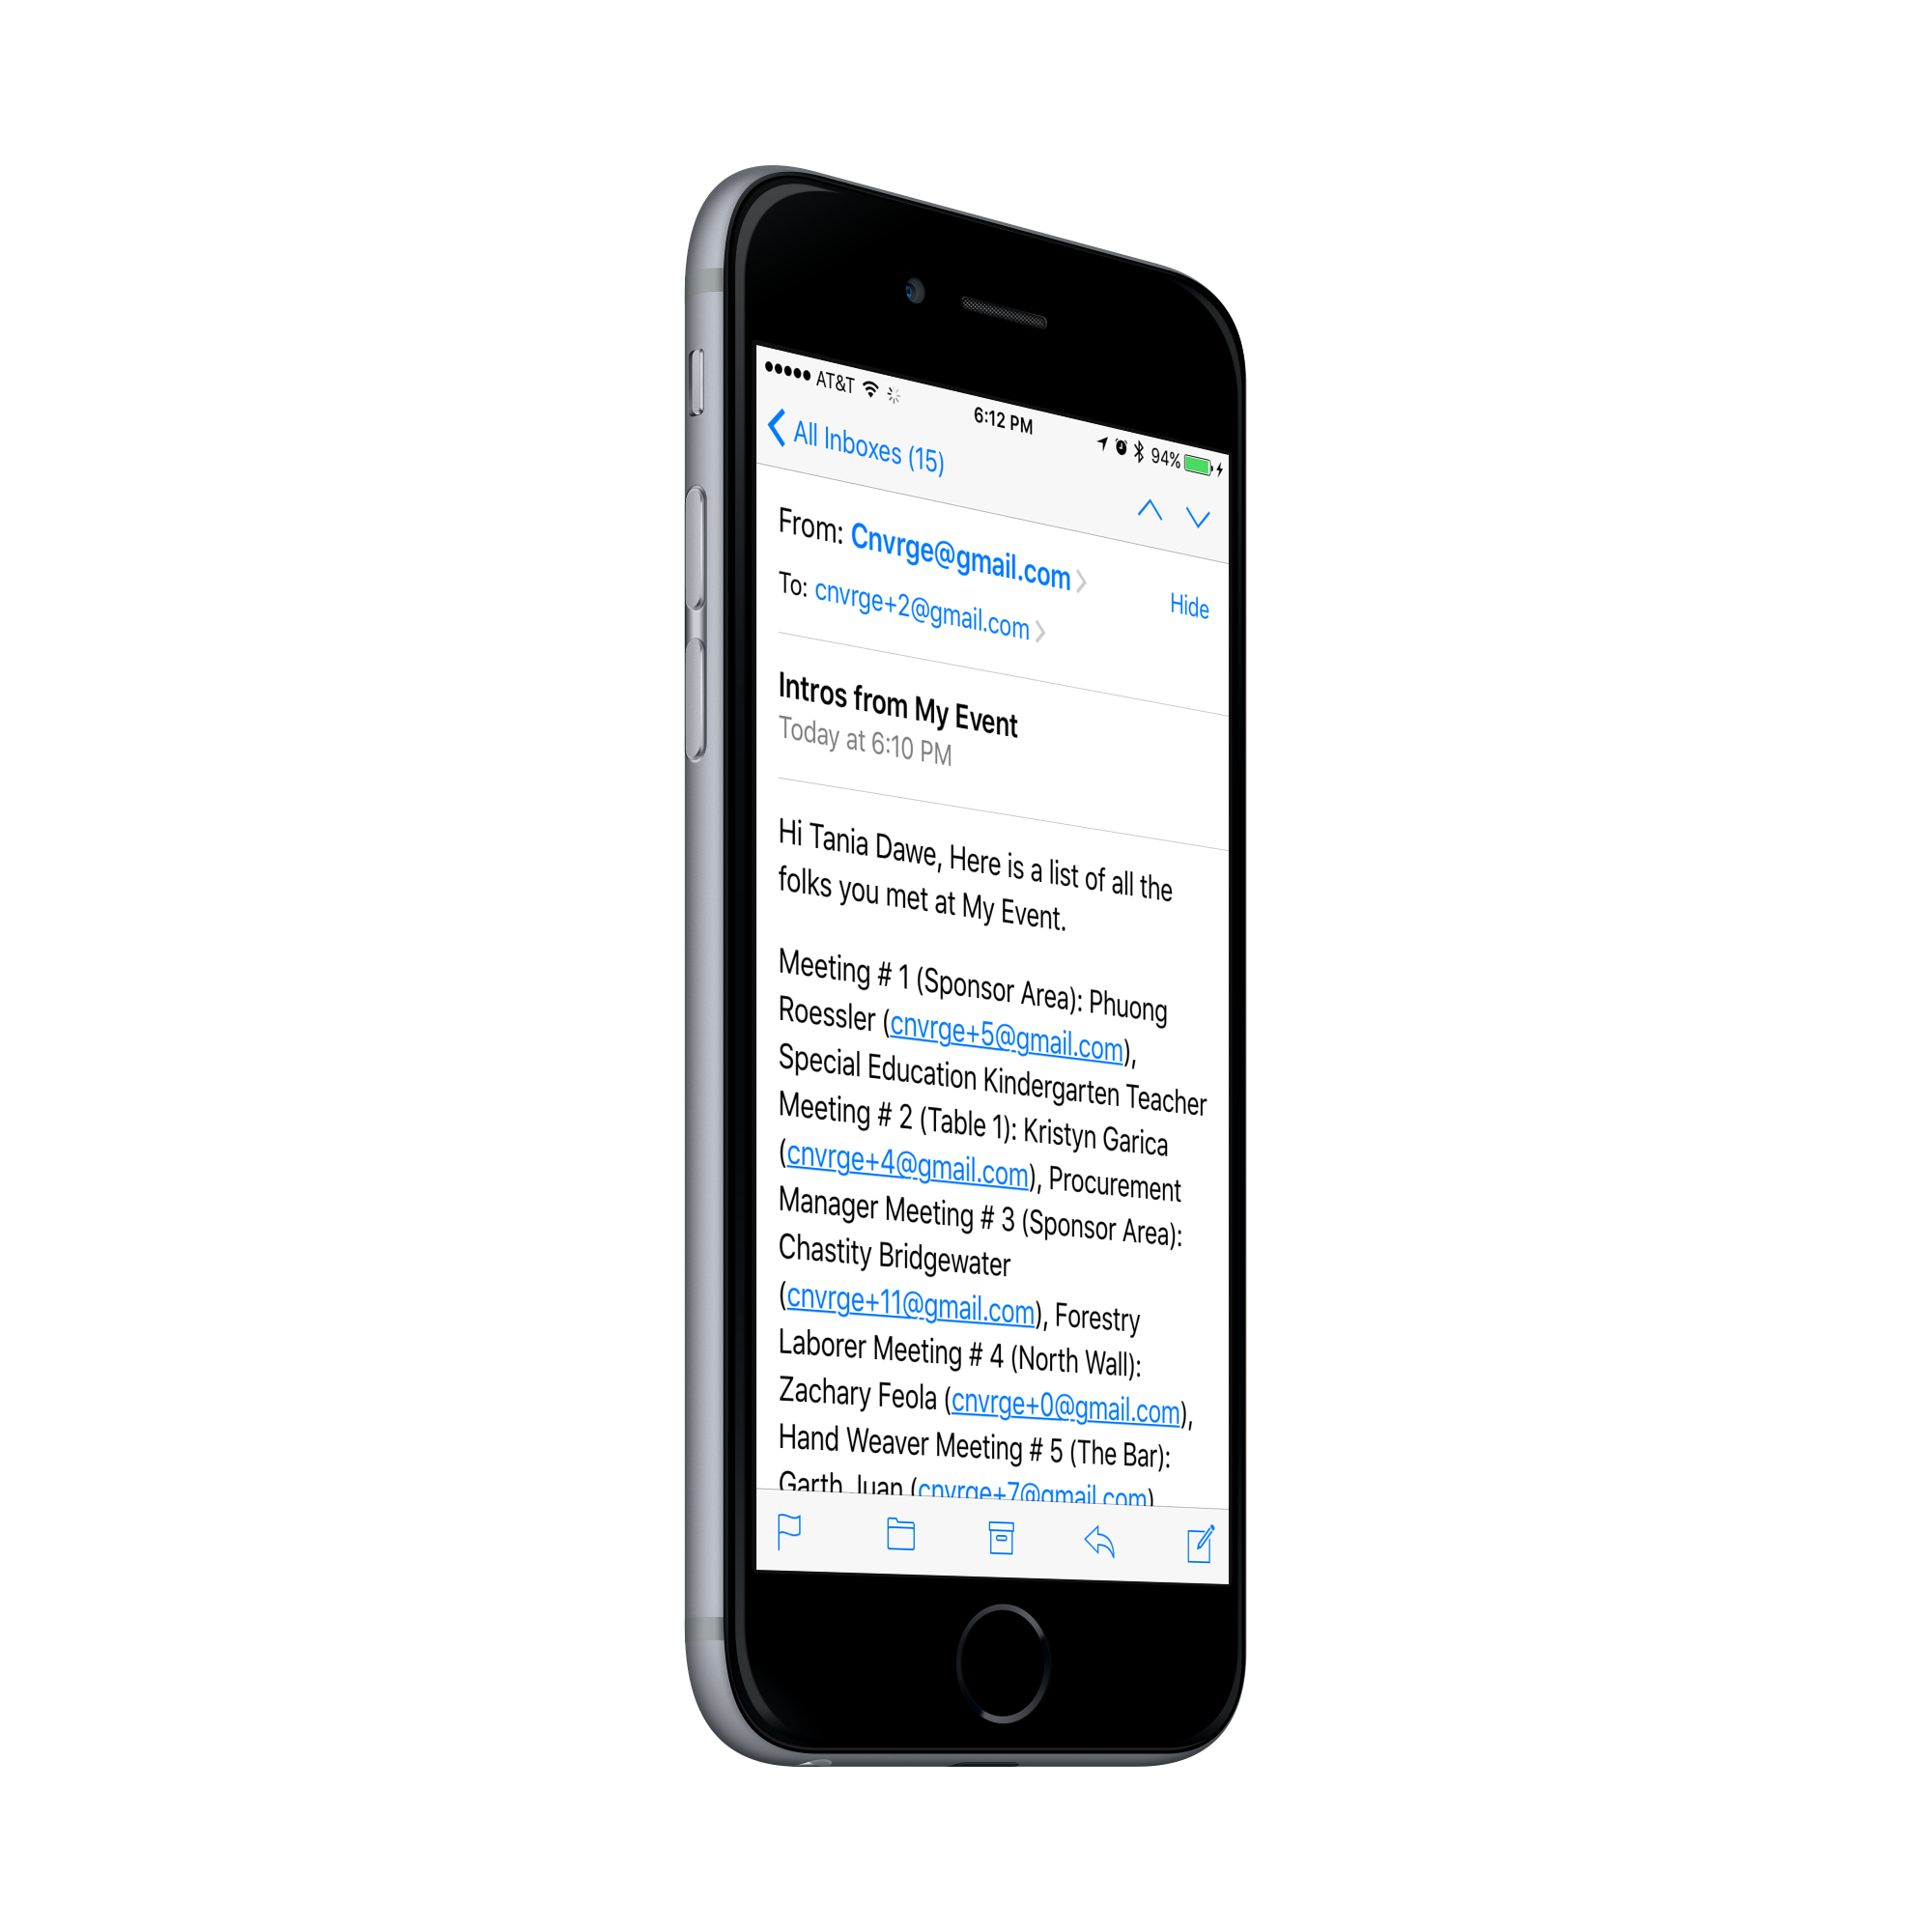 AT&T 6:12 PM 94%
All Inboxes (15)
From: Cnvrge@gmail.com
To: cnvrge+2@gmail.com Hide
Intros from My Event
Today at 6:10 PM
Hi Tania Dawe, Here is a list of all the
folks you met at My Event.
Meeting # 1 (Sponsor Area): Phuong
Roessler (cnvrge+5@gmail.com),
Special Education Kindergarten Teacher
Meeting # 2 (Table 1): Kristyn Garica
(cnvrge+4@gmail.com), Procurement
Manager Meeting # 3 (Sponsor Area):
Chastity Bridgewater
(cnvrge+11@gmail.com), Forestry
Laborer Meeting # 4 (North Wall):
Zachary Feola (cnvrge+0@gmail.com),
Hand Weaver Meeting # 5 (The Bar):
Garth Juan (cnvrge+7@gmail.com)